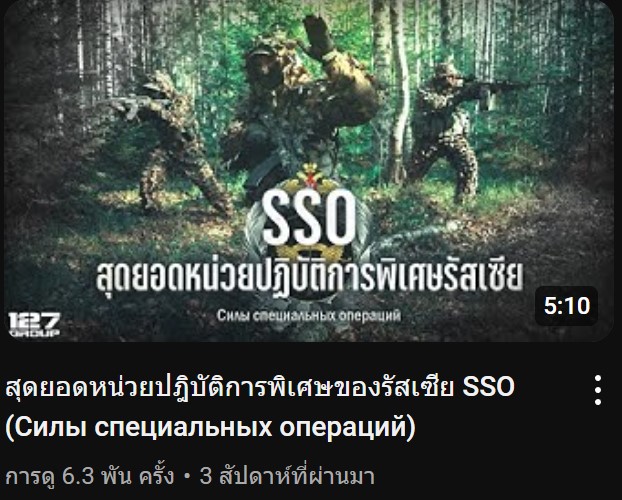 SSO
สุดยอดหน่วยปฏิบัติการพิเศษรัสเซีย
Силы специальных операций
127
GROUP
5:10
สุดยอดหน่วยปฏิบัติการพิเศษของรัสเซีย SSO
(Силы специальных операций)
การดู 6.3 พัน ครั้ง • 3 สัปดาห์ที่ผ่านมา